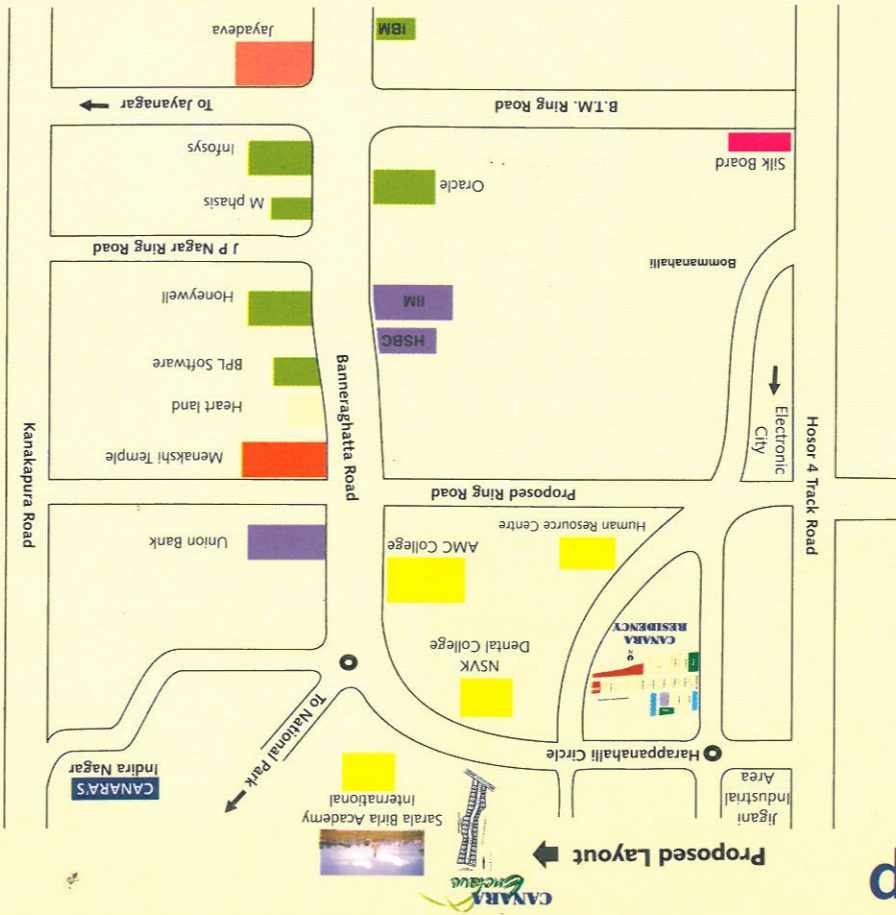 CANARA
Enclave
Proposed Layout
Sarala Birla Academy
International
Jigani
Industrial
Area
CANARA'S
Indira Nagar
To National Park
Harappanahalli Circle
CANARA
RESIDENCY
NSVK
Dental College
AMC College
Human Resource Centre
Union Bank
Proposed Ring Road
Hosor 4 Track Road
Electronic
City
Banneraghatta Road
Kanakapura Road
Menakshi Temple
Heart land
BPL Software
Honeywell
HSBC
IIM
Bommanahalli
J P Nagar Ring Road
M phasis
Infosys
Oracle
Silk Board
B.T.M. Ring Road
To Jayanagar
IBM
Jayadeva